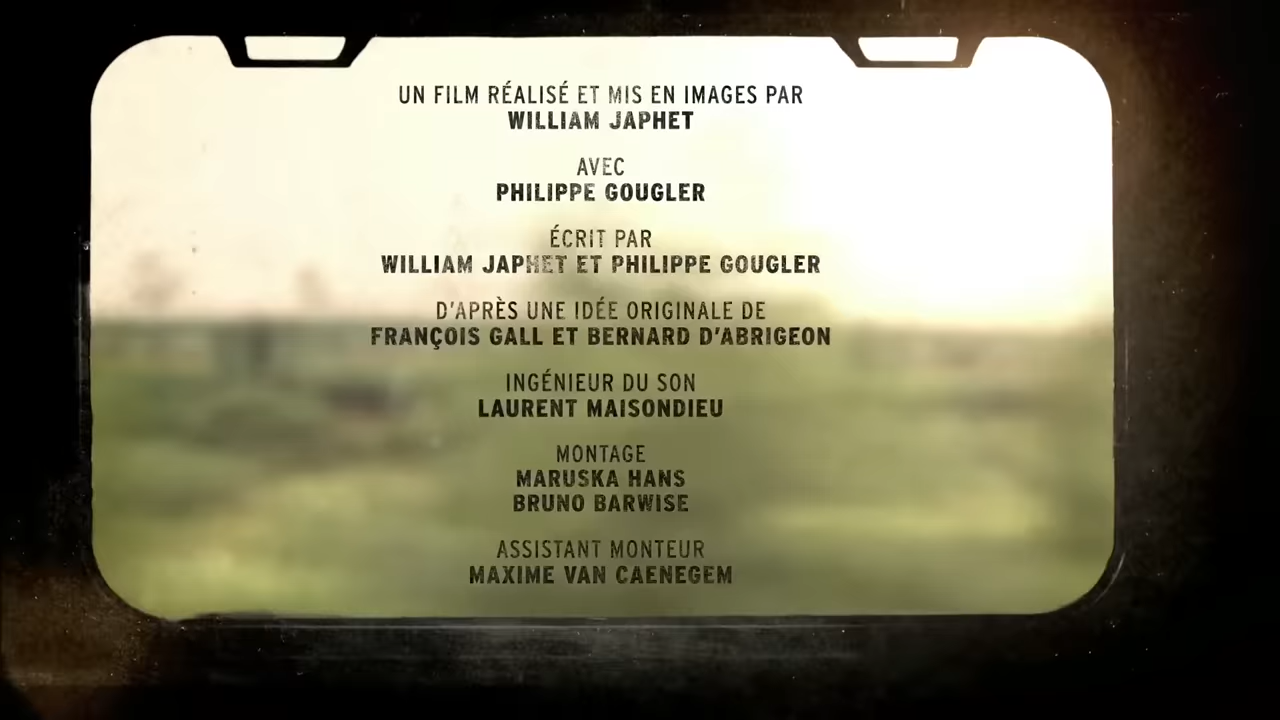 UN FILM RÉALISÉ ET MIS EN IMAGES PAR
WILLIAM JAPHET
AVEC
PHILIPPE GOUGLER
ÉCRIT PAR
WILLIAM JAPHET ET PHILIPPE GOUGLER
D'APRÈS UNE IDÉE ORIGINALE DE
FRANÇOIS GALL ET BERNARD D'ABRIGEON
INGÉNIEUR DU SON
LAURENT MAISONDIEU
MONTAGE
MARUSKA HANS
BRUNO BARWISE
ASSISTANT MONTEUR
MAXIME VAN CAENEGEM